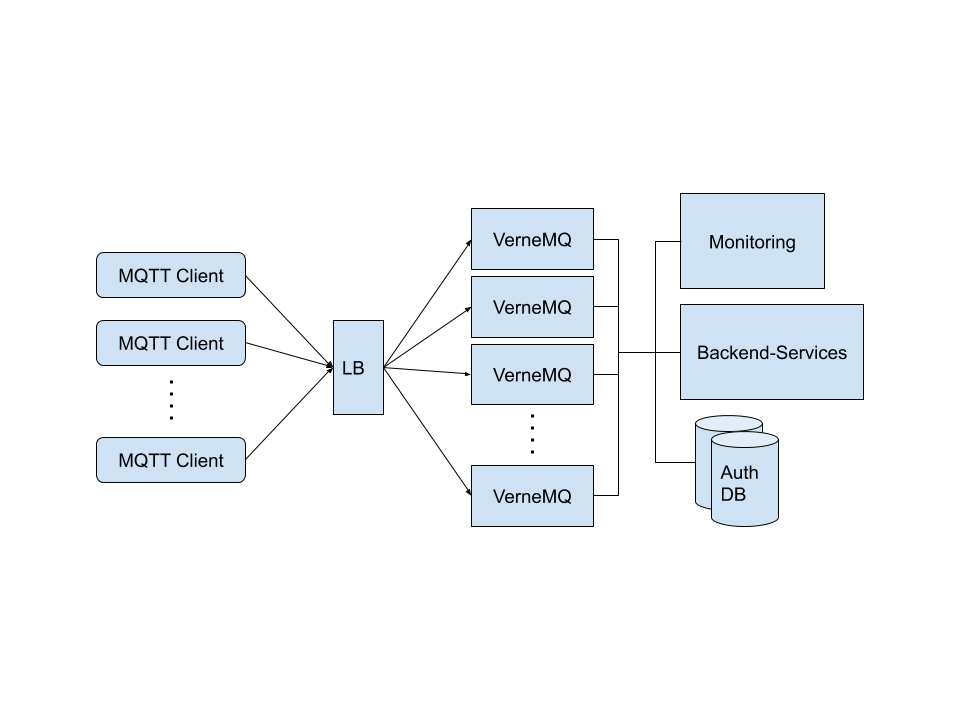 MQTT Client
MQTT Client
MQTT Client
LB
VerneMQ
VerneMQ
VerneMQ
VerneMQ
Monitoring
Backend-Services
Auth
DB